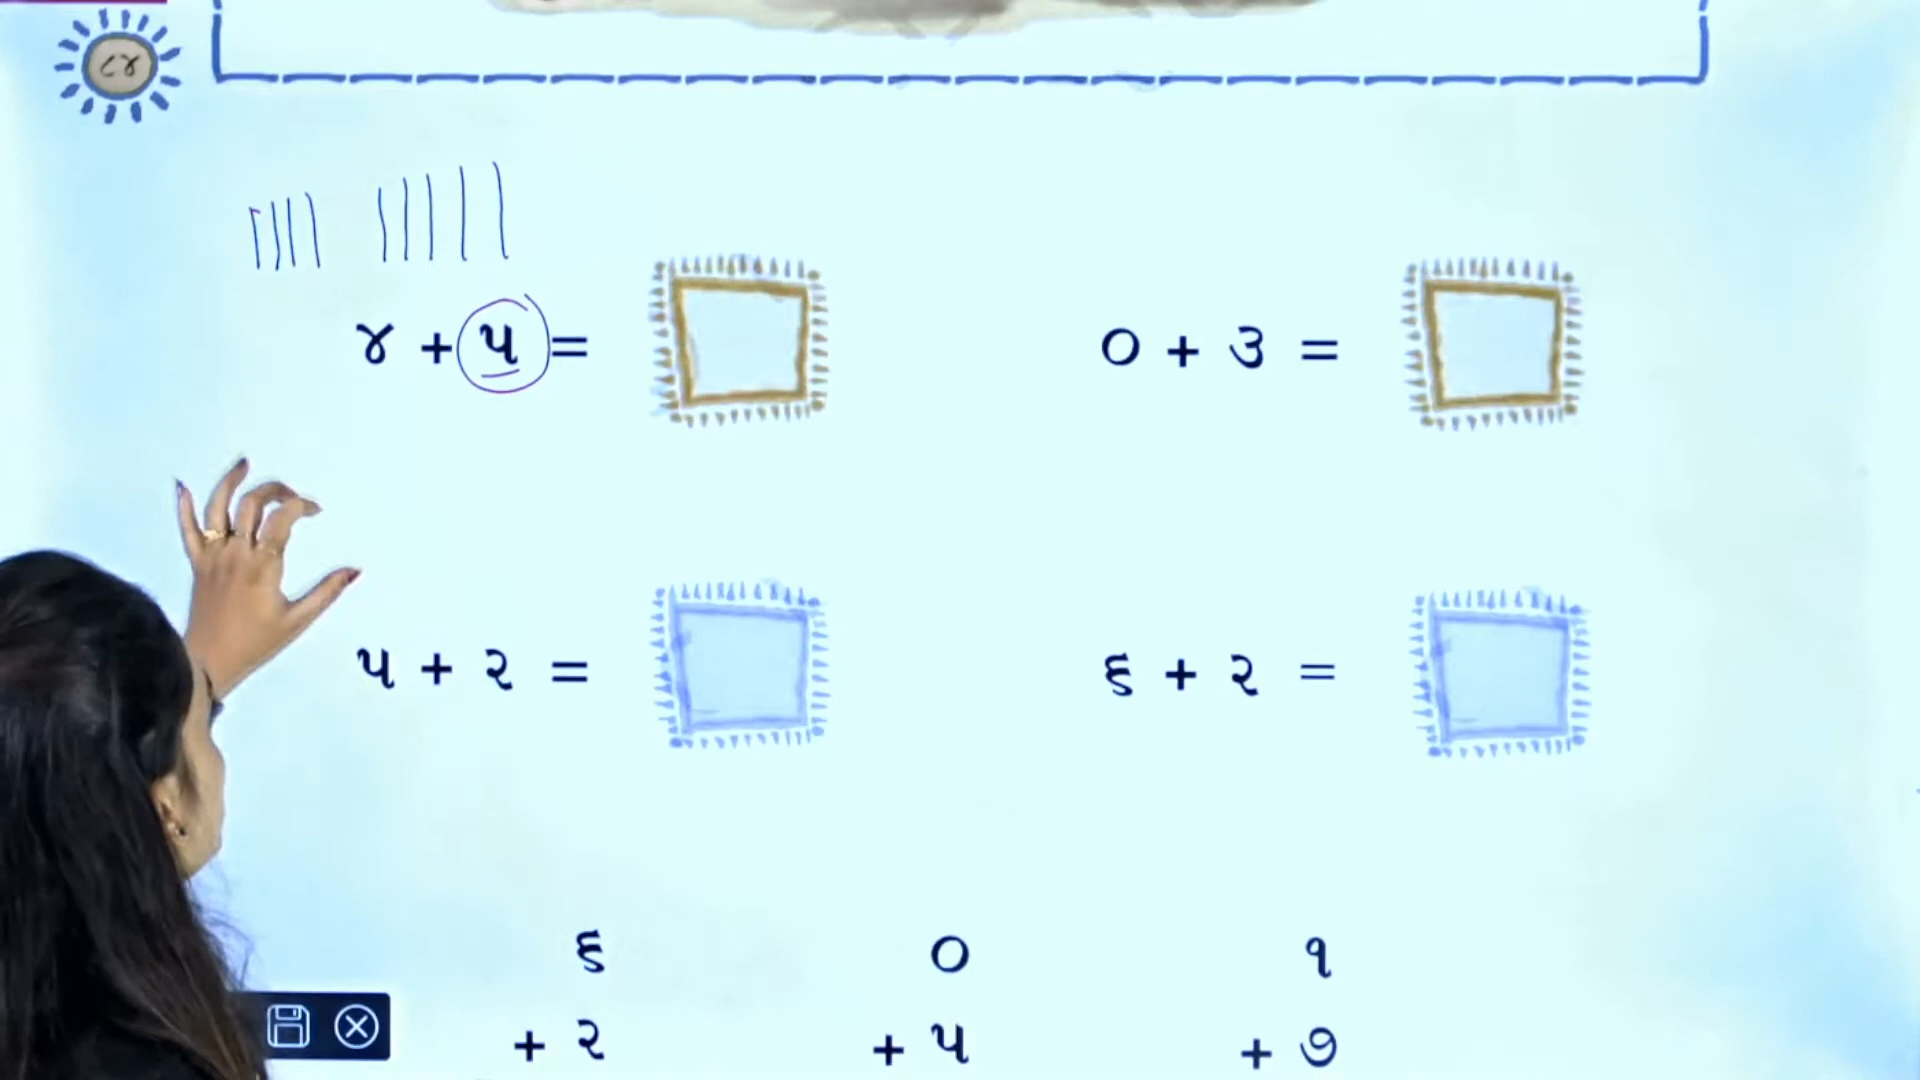 ૮૪
૪ + ૫ = ૦ + ૩ =
૫ + ૨ = ૬ + ૨ =
૬ ૦ ૧
+ ૨ + ૫ + ૭